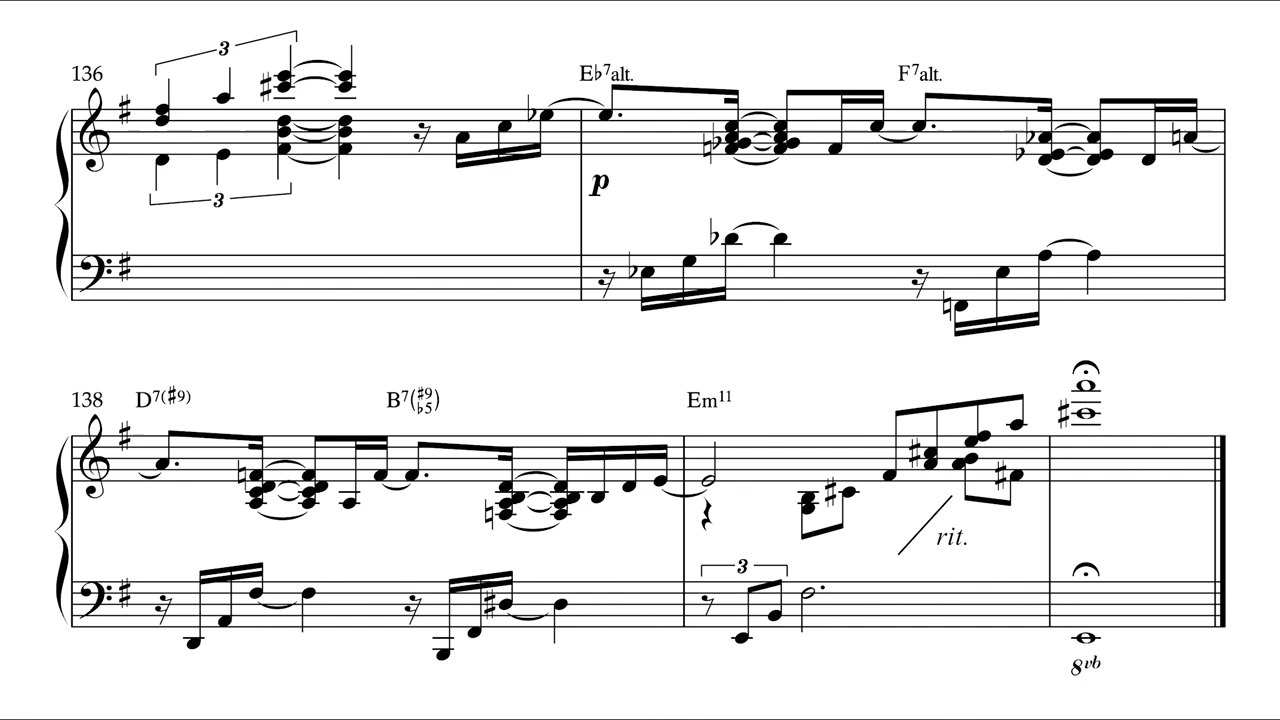 3
136 E♭7alt. F7alt.
3
p
138 D7(♯9) B7(♯9♭5) Em11
rit.
3
8vb